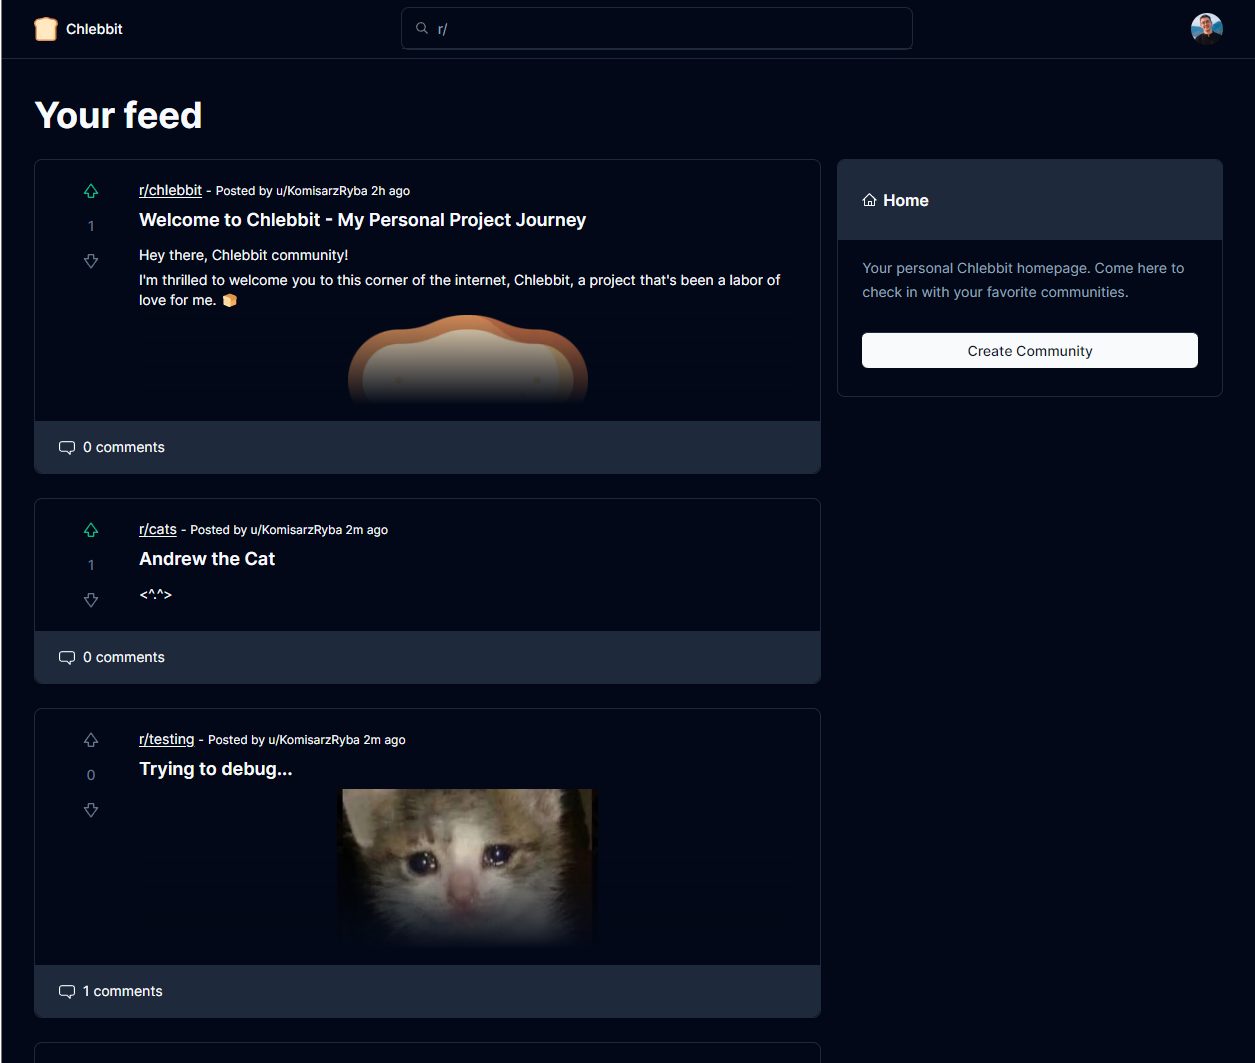 Chlebbit
r/
Your feed
r/chlebbit - Posted by u/KomisarzRyba 2h ago
1
Welcome to Chlebbit - My Personal Project Journey
Hey there, Chlebbit community!
I'm thrilled to welcome you to this corner of the internet, Chlebbit, a project that's been a labor of
love for me. 🍞
0 comments
r/cats - Posted by u/KomisarzRyba 2m ago
1
Andrew the Cat
<^.^>
0 comments
r/testing - Posted by u/KomisarzRyba 2m ago
0
Trying to debug...
1 comments
Home
Your personal Chlebbit homepage. Come here to
check in with your favorite communities.
Create Community